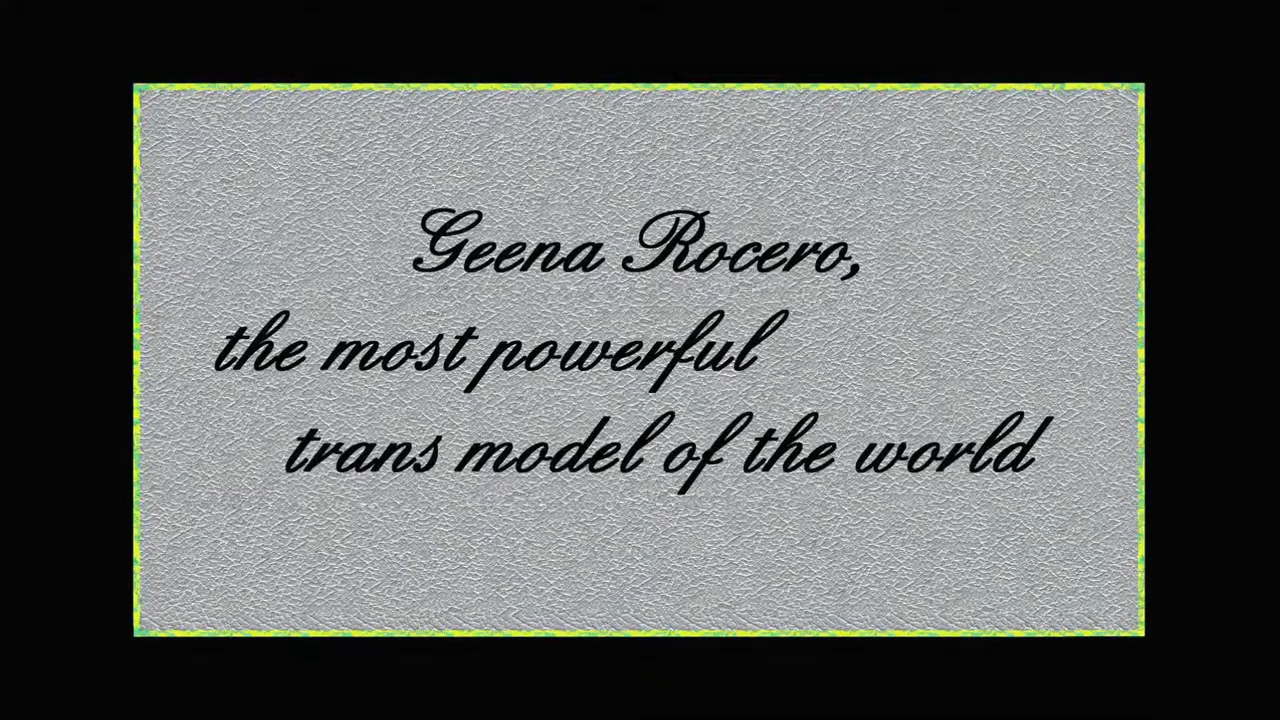 Geena Rocero,
the most powerful
trans model of the world